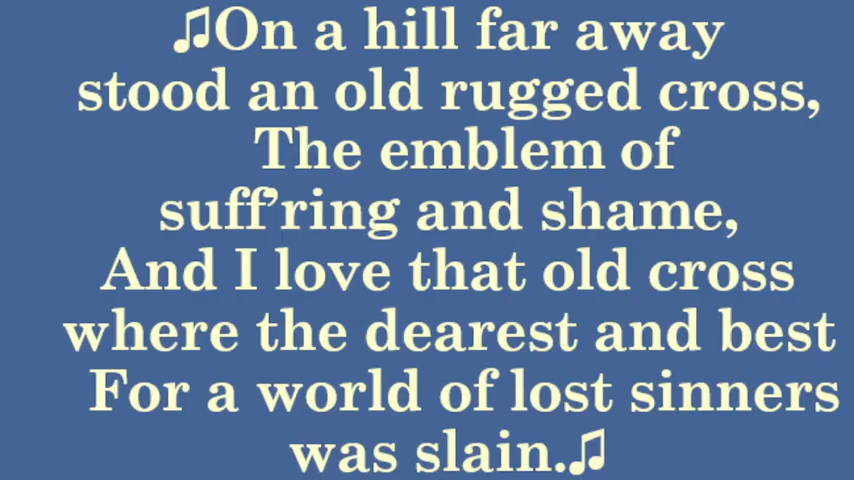 ♫On a hill far away
stood an old rugged cross,
The emblem of
suff’ring and shame,
And I love that old cross
where the dearest and best
For a world of lost sinners
was slain.♫